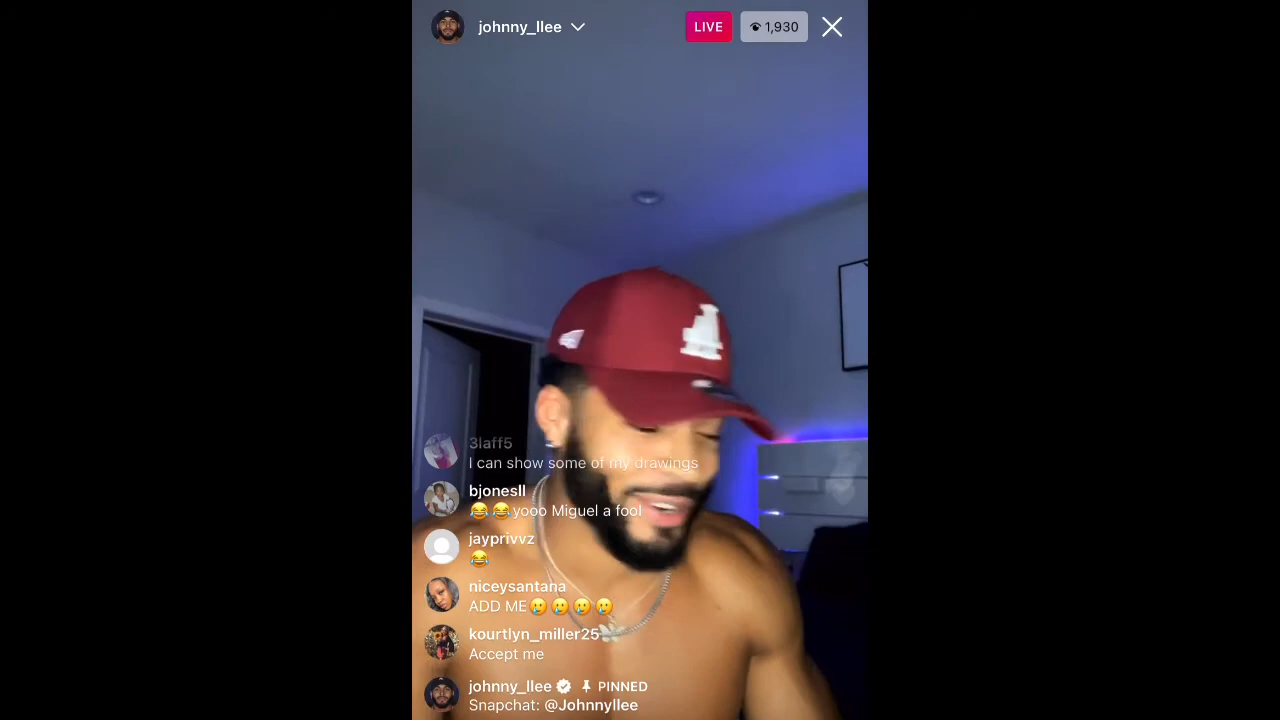 johnny_llee
LIVE
1,930
3laff5
I can show some of my drawings
bjonesll
😂😂yooo Miguel a fool
jayprivvz
😂
niceysantana
ADD ME🥲🥲🥲🥲
kourtlyn_miller25
Accept me
johnny_llee PINNED
Snapchat: @Johnnyllee